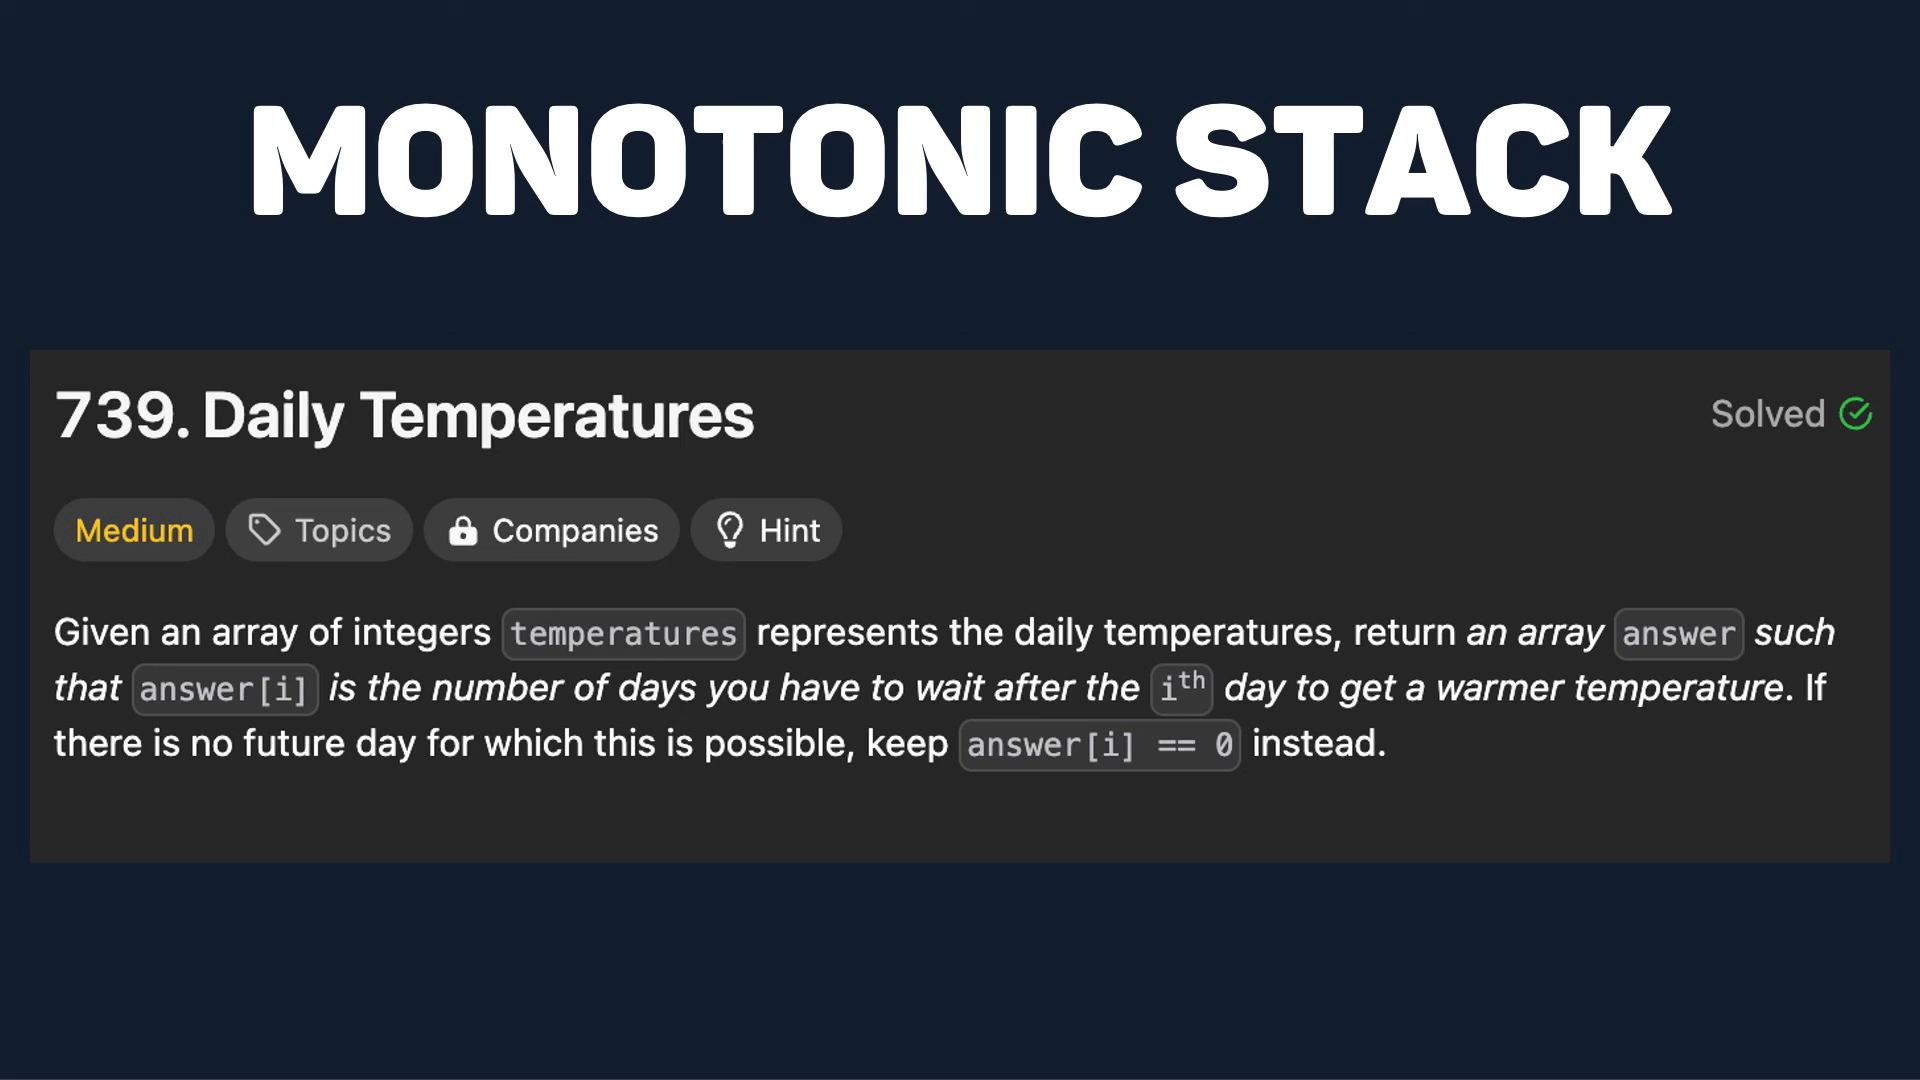 MONOTONIC STACK
739. Daily Temperatures
Solved
Medium Topics Companies Hint
Given an array of integers temperatures represents the daily temperatures, return an array answer such
that answer[i] is the number of days you have to wait after the ith day to get a warmer temperature. If
there is no future day for which this is possible, keep answer[i] == 0 instead.